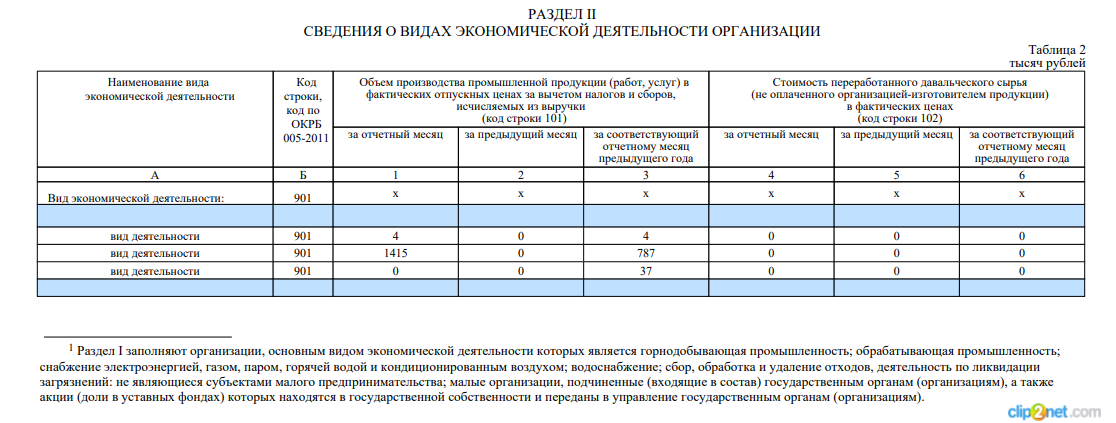 РАЗДЕЛ II
СВЕДЕНИЯ О ВИДАХ ЭКОНОМИЧЕСКОЙ ДЕЯТЕЛЬНОСТИ ОРГАНИЗАЦИИ
Таблица 2
тысяч рублей
Наименование вида
экономической деятельности
Код
строки,
код по
ОКРБ
005-2011
Объем производства промышленной продукции (работ, услуг) в
фактических отпускных ценах за вычетом налогов и сборов,
исчисляемых из выручки
(код строки 101)
Стоимость переработанного давальческого сырья
(не оплаченного организацией-изготовителем продукции)
в фактических ценах
(код строки 102)
за отчетный месяц
за предыдущий месяц
за соответствующий
отчетному месяц
предыдущего года
за отчетный месяц
за предыдущий месяц
за соответствующий
отчетному месяц
предыдущего года
А Б 1 2 3 4 5 6
Вид экономической деятельности: 901 х х х х х х
вид деятельности 901 4 0 4 0 0 0
вид деятельности 901 1415 0 787 0 0 0
вид деятельности 901 0 0 37 0 0 0
1 Раздел I заполняют организации, основным видом экономической деятельности которых является горнодобывающая промышленность; обрабатывающая промышленность;
снабжение электроэнергией, газом, паром, горячей водой и кондиционированным воздухом; водоснабжение; сбор, обработка и удаление отходов, деятельность по ликвидации
загрязнений: не являющиеся субъектами малого предпринимательства; малые организации, подчиненные (входящие в состав) государственным органам (организациям), а также
акции (доли в уставных фондах) которых находятся в государственной собственности и переданы в управление государственным органам (организациям).
clip2net.com